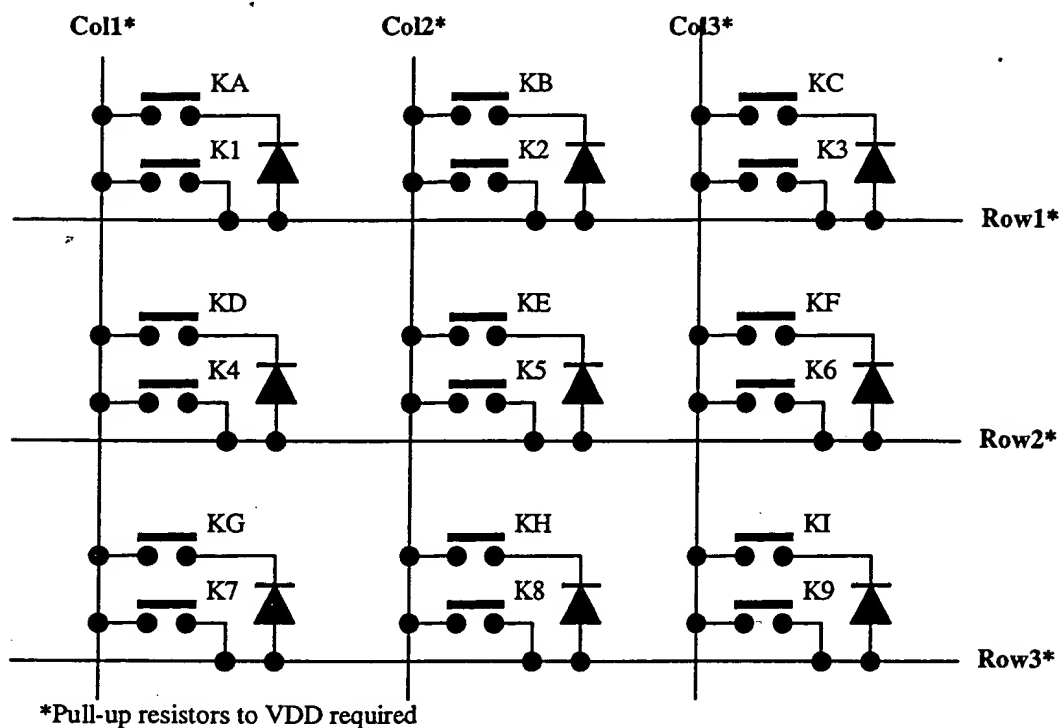 Col1* Col2* Col3*
KA KB KC
K1 K2 K3
Row1*
KD KE KF
K4 K5 K6
Row2*
KG KH KI
K7 K8 K9
Row3*
*Pull-up resistors to VDD required